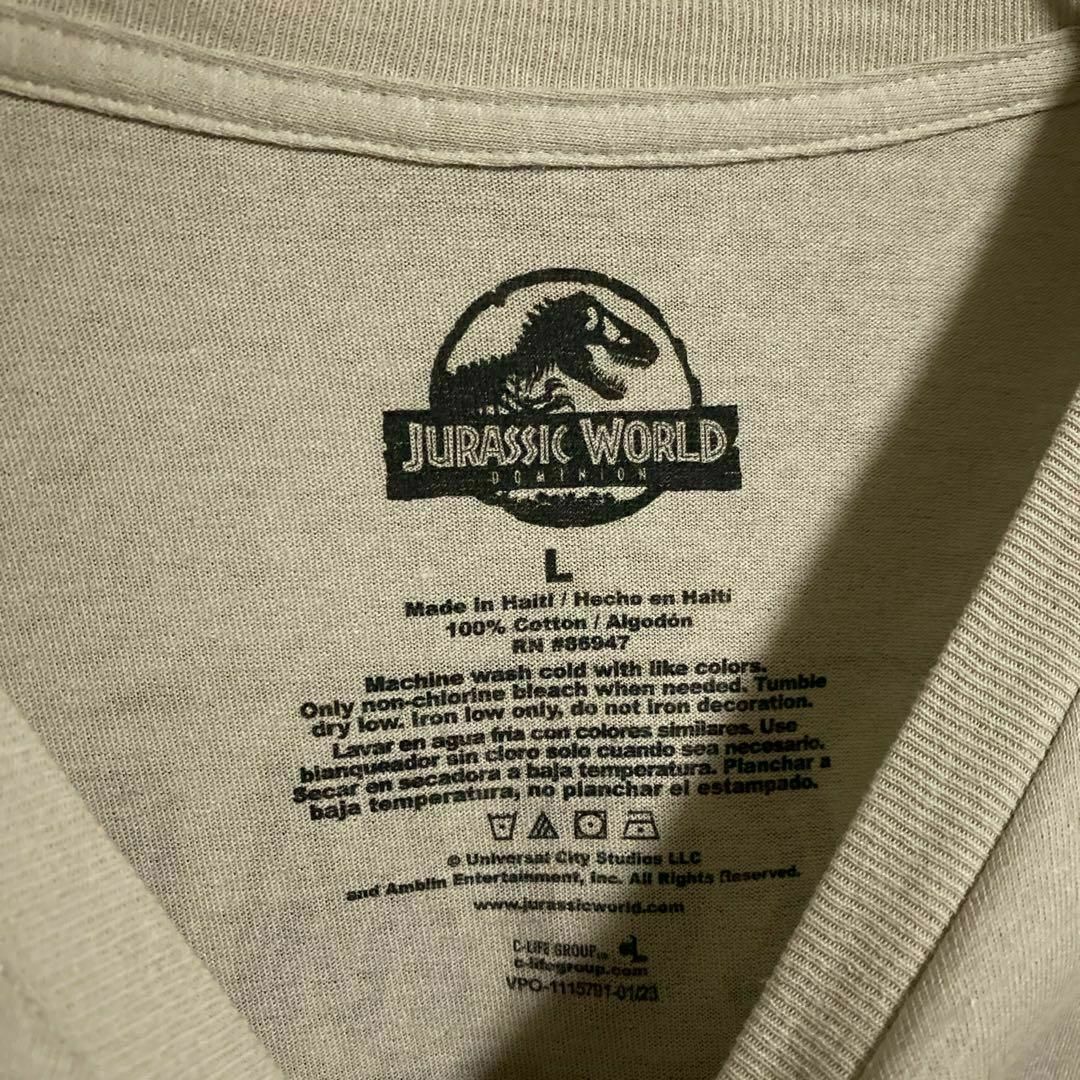 JURASSIC WORLD
DOMINION
L
Made in Haiti / Hecho en Haiti
100% Cotton / Algodón
RN #86947
Machine wash cold with like colors.
Only non-chlorine bleach when needed. Tumble
dry low. Iron low only, do not iron decoration.
Lavar en agua fria con colores similares. Use
blanqueador sin cloro solo cuando sea necesario.
Secar en secadora a baja temperatura. Planchar a
baja temperatura, no planchar el estampado.
© Universal City Studios LLC
and Amblin Entertainment, Inc. All Rights Reserved.
www.jurassicworld.com
C-LIFE GROUP
c-lifegroup.com
VPO-1115791-01/23